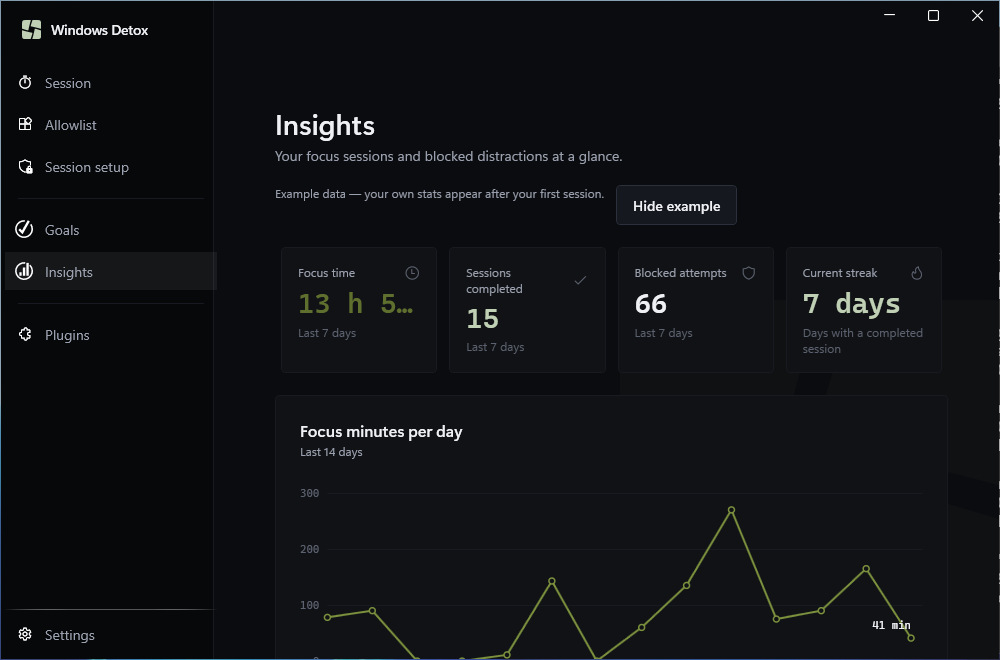 Windows Detox
Session
Allowlist
Session setup
Goals
Insights
Plugins
Settings
Insights
Your focus sessions and blocked distractions at a glance.
Example data — your own stats appear after your first session.
Hide example
Focus time
13 h 5…
Last 7 days
Sessions
completed
15
Last 7 days
Blocked attempts
66
Last 7 days
Current streak
7 days
Days with a completed
session
Focus minutes per day
Last 14 days
300
200
100
41 min